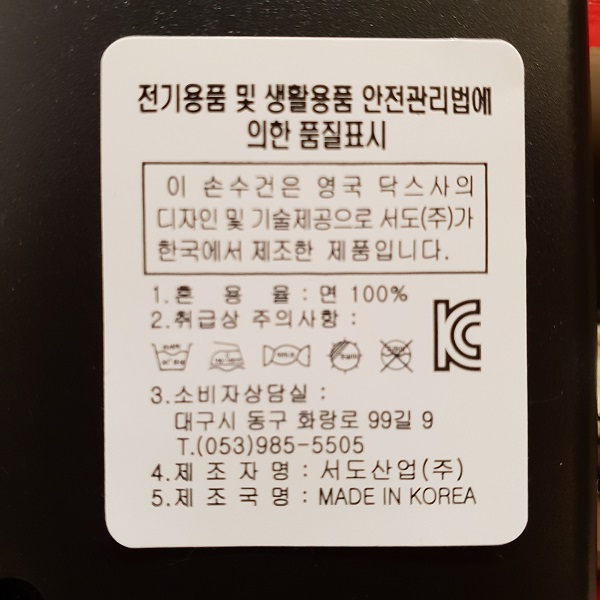 전기용품 및 생활용품 안전관리법에
의한 품질표시
이 손수건은 영국 닥스사의
디자인 및 기술제공으로 서도(주)가
한국에서 제조한 제품입니다.
1.혼 용 율 : 면 100%
2.취급상 주의사항 :
3.소비자상담실 :
대구시 동구 화랑로 99길 9
T.(053)985-5505
4.제 조 자 명 : 서도산업(주)
5.제 조 국 명 : MADE IN KOREA